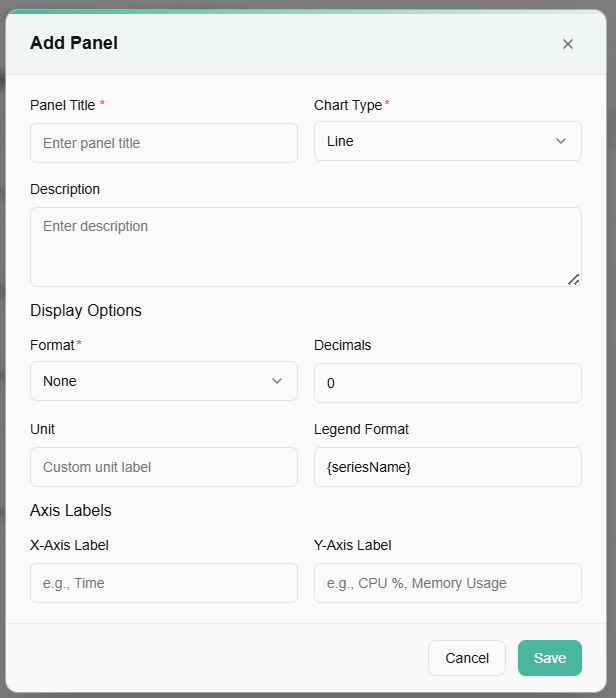 Add Panel
Panel Title *
Chart Type *
Enter panel title
Line
Description
Enter description
Display Options
Format *
Decimals
None
0
Unit
Legend Format
Custom unit label
{seriesName}
Axis Labels
X-Axis Label
Y-Axis Label
e.g., Time
e.g., CPU %, Memory Usage
Cancel
Save